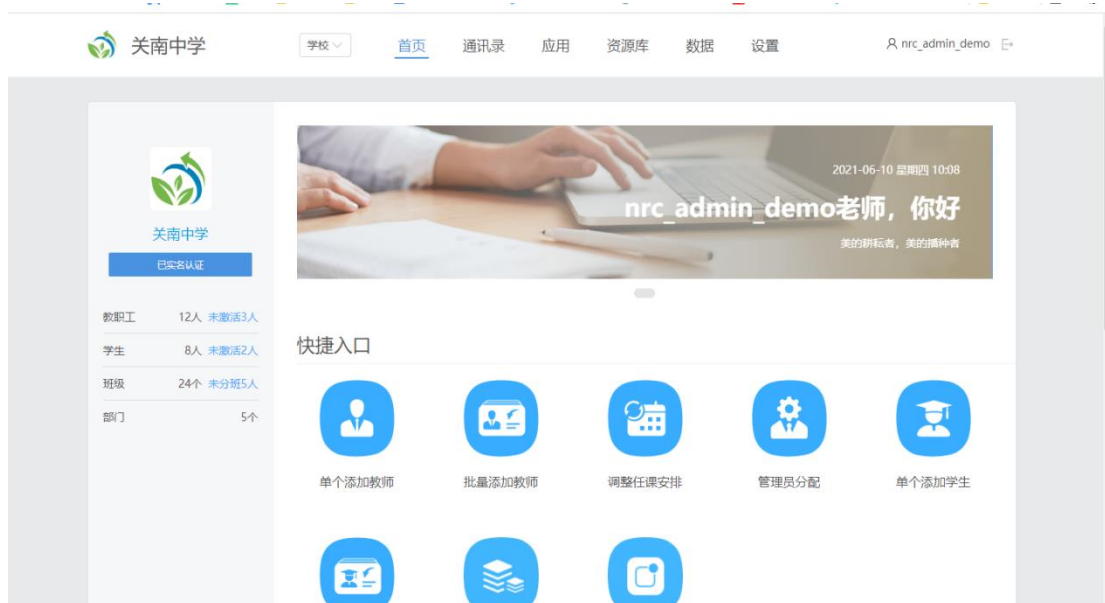 关南中学
学校
首页
通讯录
应用
资源库
数据
设置
nrc_admin_demo
关南中学
已实名认证
教职工 12人 未激活3人
学生 8人 未激活2人
班级 24个 未分班5人
部门 5个
2021-06-10 星期四 10:08
nrc_admin_demo老师，你好
美的耕耘者，美的播种者
快捷入口
单个添加教师
批量添加教师
调整任课安排
管理员分配
单个添加学生